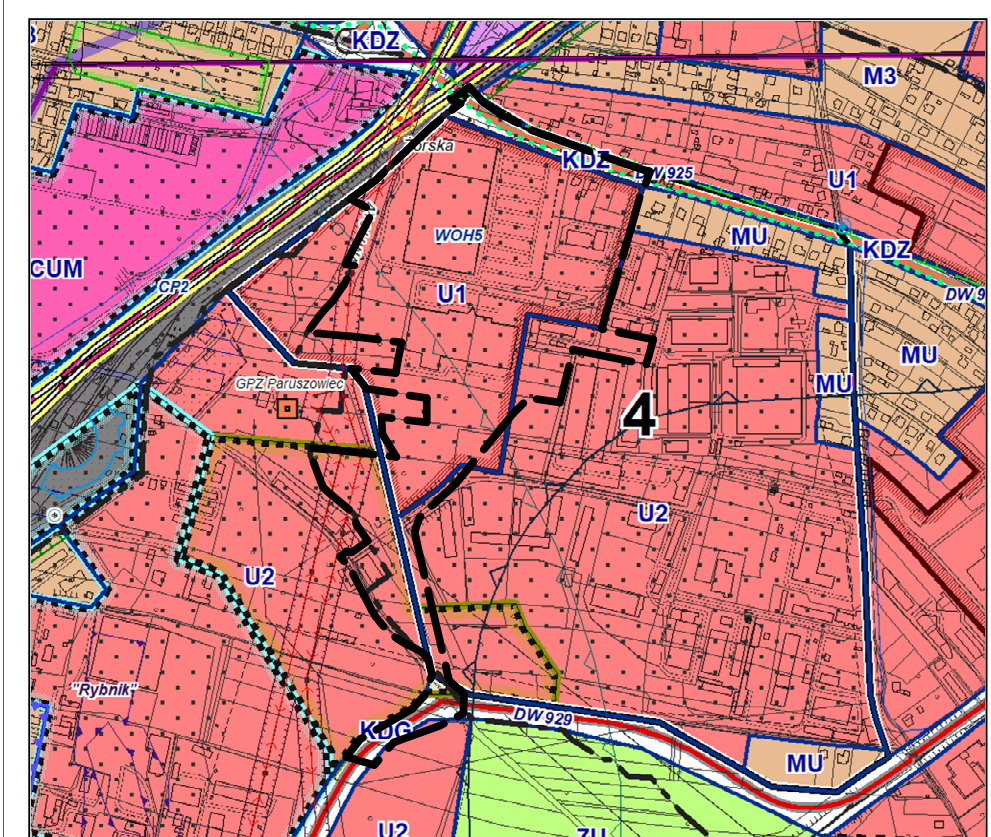 KDZ
M3
Żorska
KDZ
DW 925
U1
WOH5
MU
KDZ
CUM
CP2
U1
DW 9
MU
GPZ Paruszowiec
MU
4
U2
U2
"Rybnik"
DW 929
KDG
MU
U2
ZU